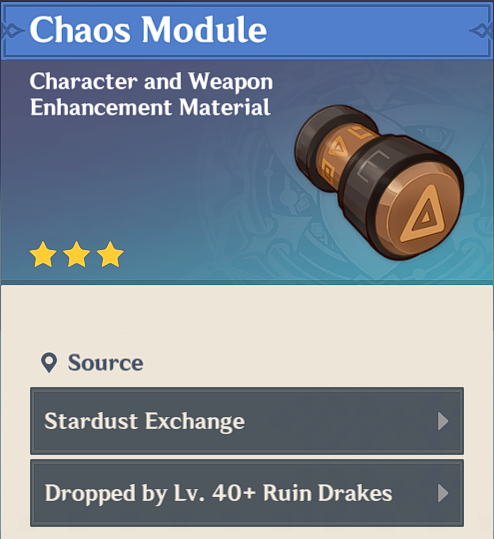 Chaos Module
Character and Weapon
Enhancement Material
Source
Stardust Exchange
Dropped by Lv. 40+ Ruin Drakes